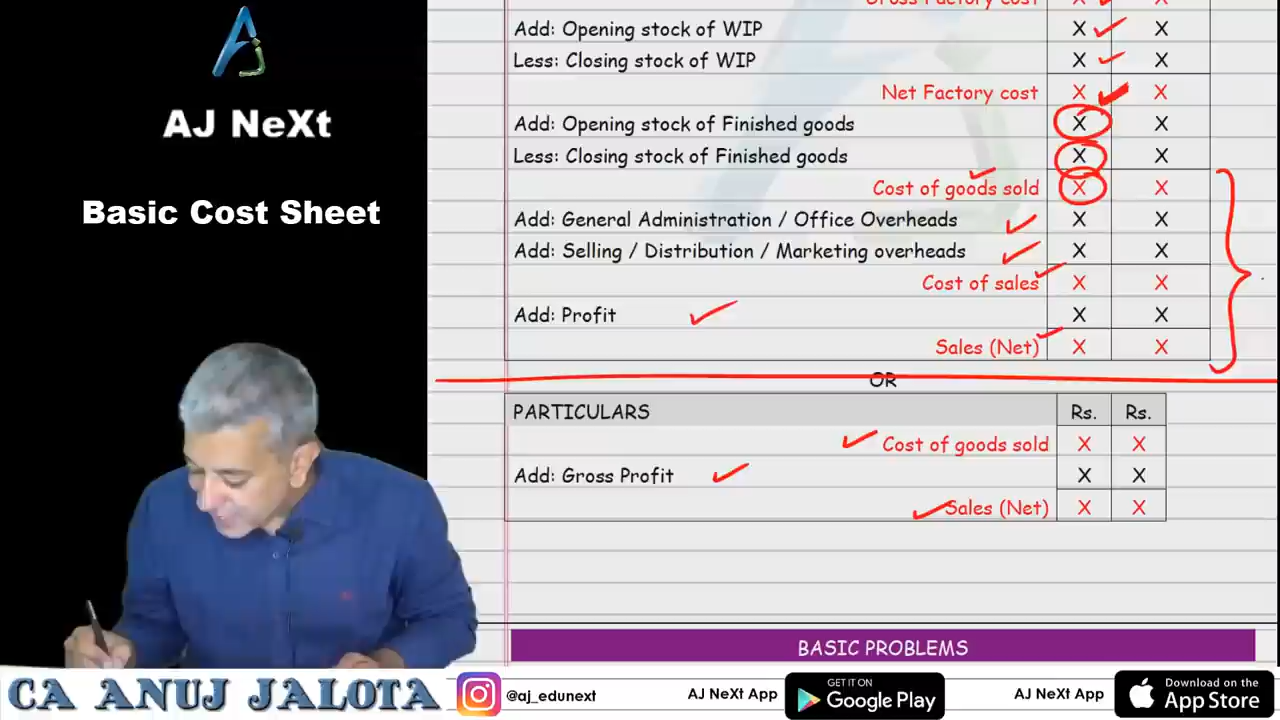 AJ NeXt
Basic Cost Sheet
Gross Factory cost X X
Add: Opening stock of WIP X X
Less: Closing stock of WIP X X
Net Factory cost X X
Add: Opening stock of Finished goods X X
Less: Closing stock of Finished goods X X
Cost of goods sold X X
Add: General Administration / Office Overheads X X
Add: Selling / Distribution / Marketing overheads X X
Cost of sales X X
Add: Profit X X
Sales (Net) X X
OR
PARTICULARS Rs. Rs.
Cost of goods sold X X
Add: Gross Profit X X
Sales (Net) X X
BASIC PROBLEMS
CA ANUJ JALOTA @aj_edunext AJ NeXt App GET IT ON Google Play AJ NeXt App Download on the App Store